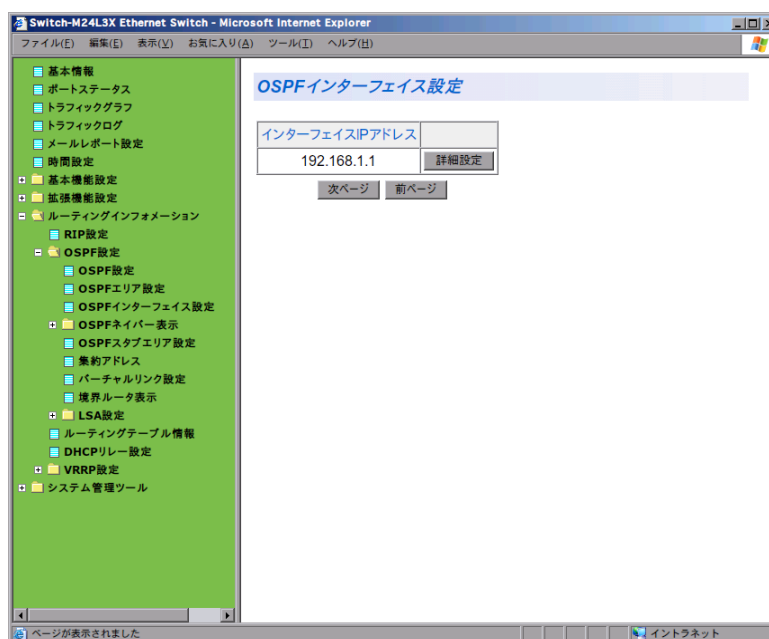 Switch-M24L3X Ethernet Switch - Microsoft Internet Explorer
ファイル(F) 編集(E) 表示(V) お気に入り(A) ツール(T) ヘルプ(H)
基本情報
ポートステータス
トラフィックグラフ
トラフィックログ
メールレポート設定
時間設定
基本機能設定
拡張機能設定
ルーティングインフォメーション
RIP設定
OSPF設定
OSPF設定
OSPFエリア設定
OSPFインターフェイス設定
OSPFネイバー表示
OSPFスタブエリア設定
集約アドレス
バーチャルリンク設定
境界ルータ表示
LSA設定
ルーティングテーブル情報
DHCPリレー設定
VRRP設定
システム管理ツール
OSPFインターフェイス設定
インターフェイスIPアドレス
192.168.1.1 詳細設定
次ページ 前ページ
ページが表示されました
イントラネット